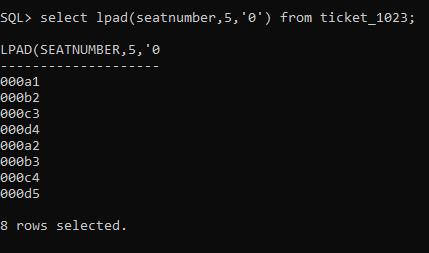 SQL> select lpad(seatnumber,5,'0') from ticket_1023;
LPAD(SEATNUMBER,5,'0
--------------------
000a1
000b2
000c3
000d4
000a2
000b3
000c4
000d5
8 rows selected.